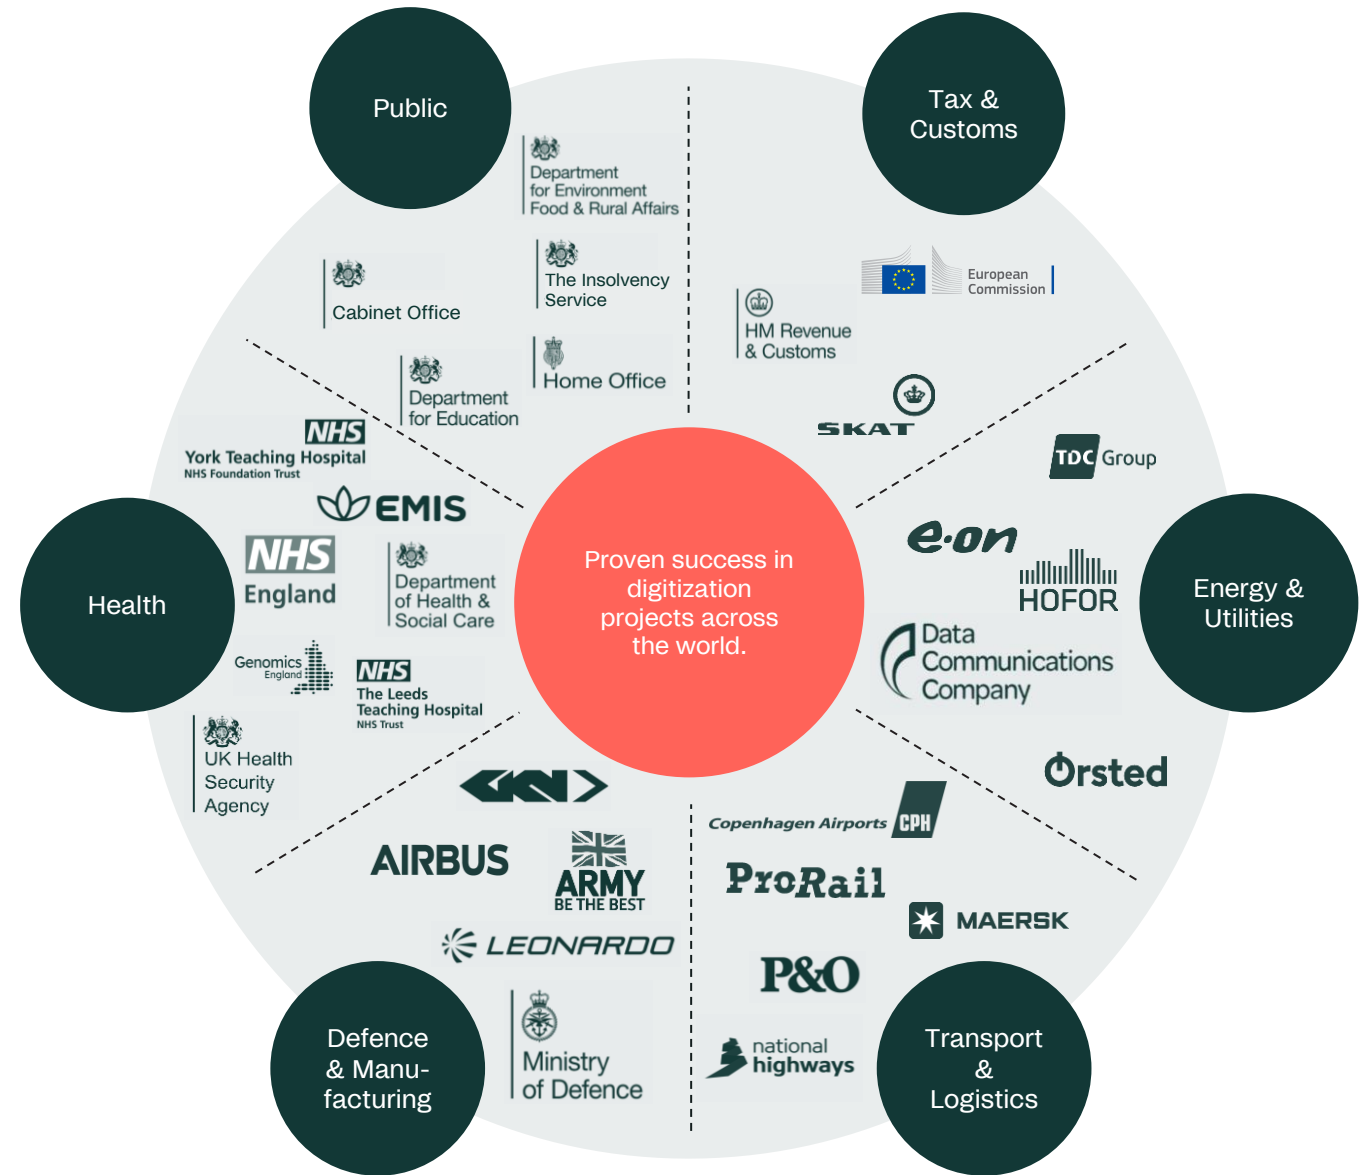 Public
Tax &
Customs
Department
for Environment
Food & Rural Affairs
The Insolvency
Service
Cabinet Office
Home Office
Department
for Education
European
Commission
HM Revenue
& Customs
SKAT
NHS
York Teaching Hospital
NHS Foundation Trust
EMIS
NHS
England
Department
of Health &
Social Care
Genomics
England
NHS
The Leeds
Teaching Hospital
NHS Trust
UK Health
Security
Agency
Health
Proven success in
digitization
projects across
the world.
TDC Group
e·on
HOFOR
Data
Communications
Company
Ørsted
Energy &
Utilities
GKN
AIRBUS
ARMY
BE THE BEST
LEONARDO
Ministry
of Defence
Defence
& Manu-
facturing
Copenhagen Airports CPH
ProRail
MAERSK
P&O
national
highways
Transport
&
Logistics